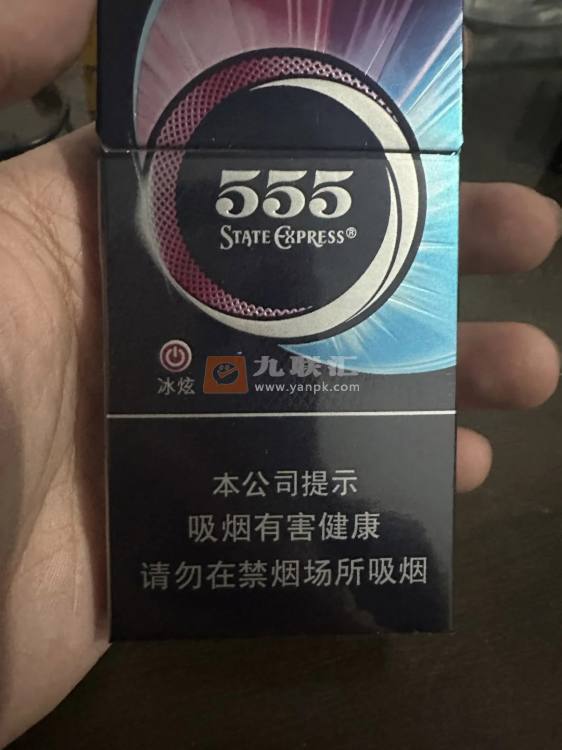 555
STATE EXPRESS®
冰炫
九联汇
www.yanpk.com
本公司提示
吸烟有害健康
请勿在禁烟场所吸烟